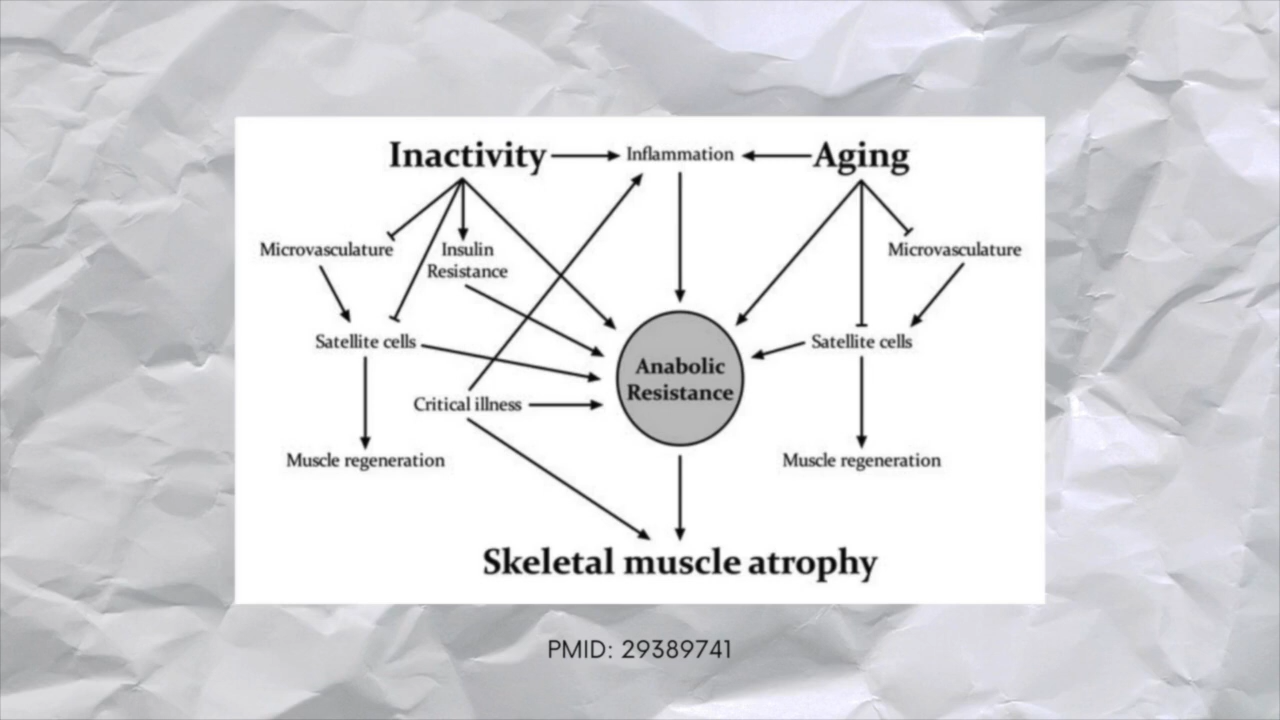 Inactivity
Inflammation
Aging
Microvasculature
Insulin
Resistance
Microvasculature
Satellite cells
Satellite cells
Anabolic
Resistance
Critical illness
Muscle regeneration
Muscle regeneration
Skeletal muscle atrophy
PMID: 29389741